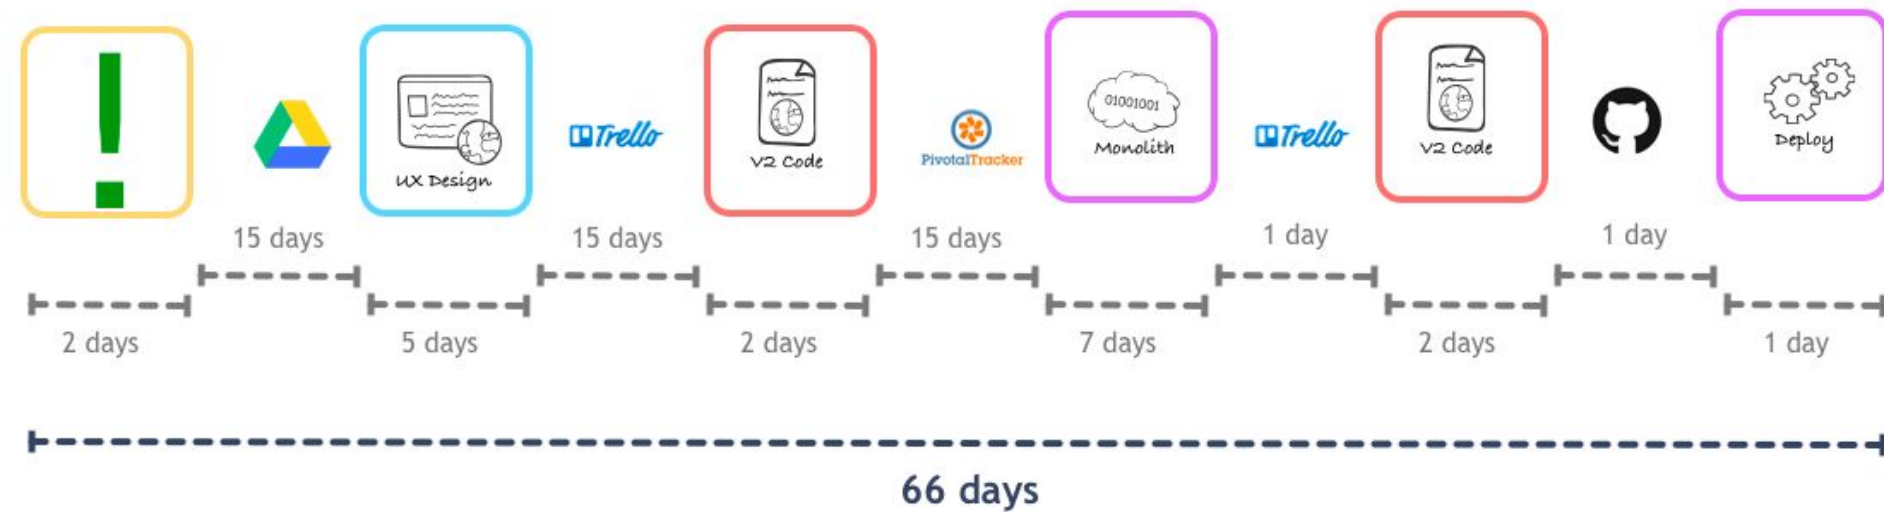 !
UX Design
Trello
V2 Code
PivotalTracker
01001001
Monolith
Trello
V2 Code
Deploy
15 days
15 days
15 days
1 day
1 day
2 days
5 days
2 days
7 days
2 days
1 day
66 days